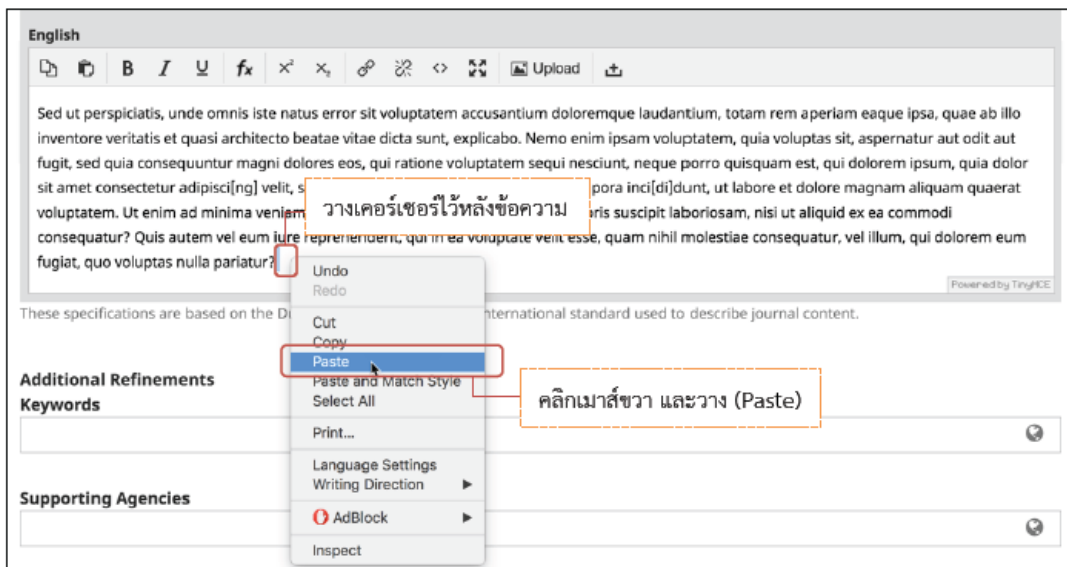 English
B I U fx x² x₂ <> Upload
Sed ut perspiciatis, unde omnis iste natus error sit voluptatem accusantium doloremque laudantium, totam rem aperiam eaque ipsa, quae ab illo
inventore veritatis et quasi architecto beatae vitae dicta sunt, explicabo. Nemo enim ipsam voluptatem, quia voluptas sit, aspernatur aut odit aut
fugit, sed quia consequuntur magni dolores eos, qui ratione voluptatem sequi nesciunt, neque porro quisquam est, qui dolorem ipsum, quia dolor
sit amet consectetur adipisci[ng] velit, s pora inci[di]dunt, ut labore et dolore magnam aliquam quaerat
วางเคอร์เซอร์ไว้หลังข้อความ
voluptatem. Ut enim ad minima veniam ris suscipit laboriosam, nisi ut aliquid ex ea commodi
consequatur? Quis autem vel eum iure reprehenderit, qui in ea voluptate velit esse, quam nihil molestiae consequatur, vel illum, qui dolorem eum
fugiat, quo voluptas nulla pariatur?
Powered by TinyMCE
These specifications are based on the Du nternational standard used to describe journal content.
Undo
Redo
Cut
Copy
Paste
Paste and Match Style
Select All
Print...
Language Settings
Writing Direction
AdBlock
Inspect
คลิกเมาส์ขวา และวาง (Paste)
Additional Refinements
Keywords
Supporting Agencies